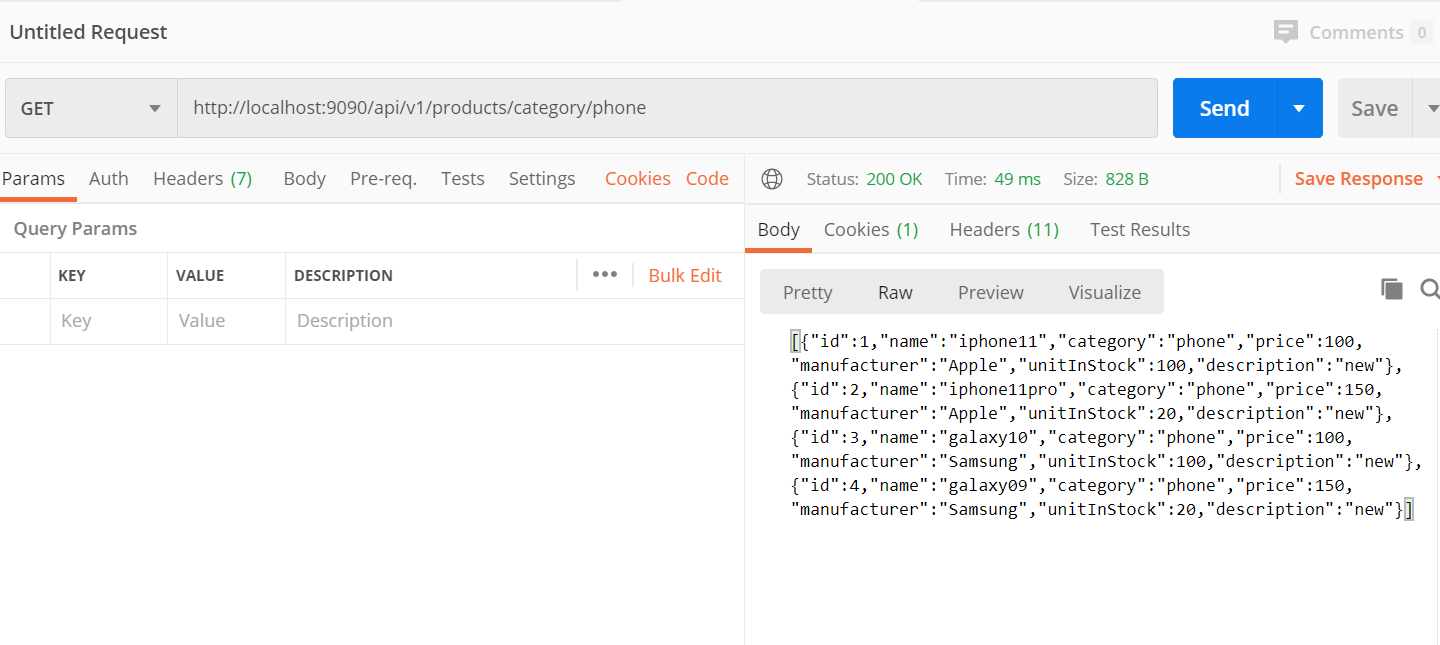 Untitled Request
Comments 0
GET http://localhost:9090/api/v1/products/category/phone Send Save
Params Auth Headers (7) Body Pre-req. Tests Settings Cookies Code
Query Params
KEY VALUE DESCRIPTION ••• Bulk Edit
Key Value Description
Status: 200 OK Time: 49 ms Size: 828 B Save Response
Body Cookies (1) Headers (11) Test Results
Pretty Raw Preview Visualize
[{"id":1,"name":"iphone11","category":"phone","price":100,
"manufacturer":"Apple","unitInStock":100,"description":"new"},
{"id":2,"name":"iphone11pro","category":"phone","price":150,
"manufacturer":"Apple","unitInStock":20,"description":"new"},
{"id":3,"name":"galaxy10","category":"phone","price":100,
"manufacturer":"Samsung","unitInStock":100,"description":"new"},
{"id":4,"name":"galaxy09","category":"phone","price":150,
"manufacturer":"Samsung","unitInStock":20,"description":"new"}]